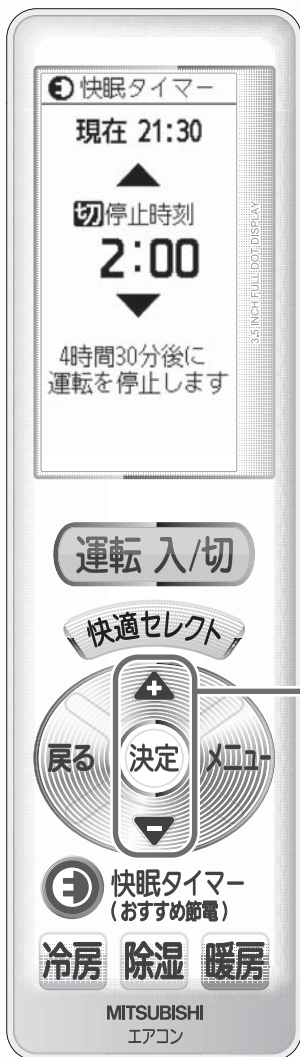 快眠タイマー
現在 21:30
切停止時刻
2:00
4時間30分後に
運転を停止します
3.5 INCH FULL DOT DISPLAY
運転 入/切
快適セレクト
+
戻る 決定 メニュー
-
快眠タイマー
(おすすめ節電)
冷房 除湿 暖房
MITSUBISHI
エアコン